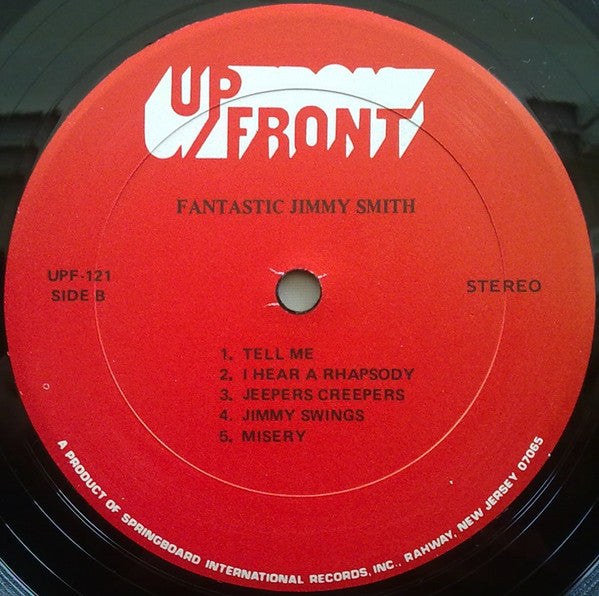 UP
FRONT
FANTASTIC JIMMY SMITH
UPF-121
SIDE B
STEREO
1. TELL ME
2. I HEAR A RHAPSODY
3. JEEPERS CREEPERS
4. JIMMY SWINGS
5. MISERY
A PRODUCT OF SPRINGBOARD INTERNATIONAL RECORDS, INC., RAHWAY, NEW JERSEY 07065